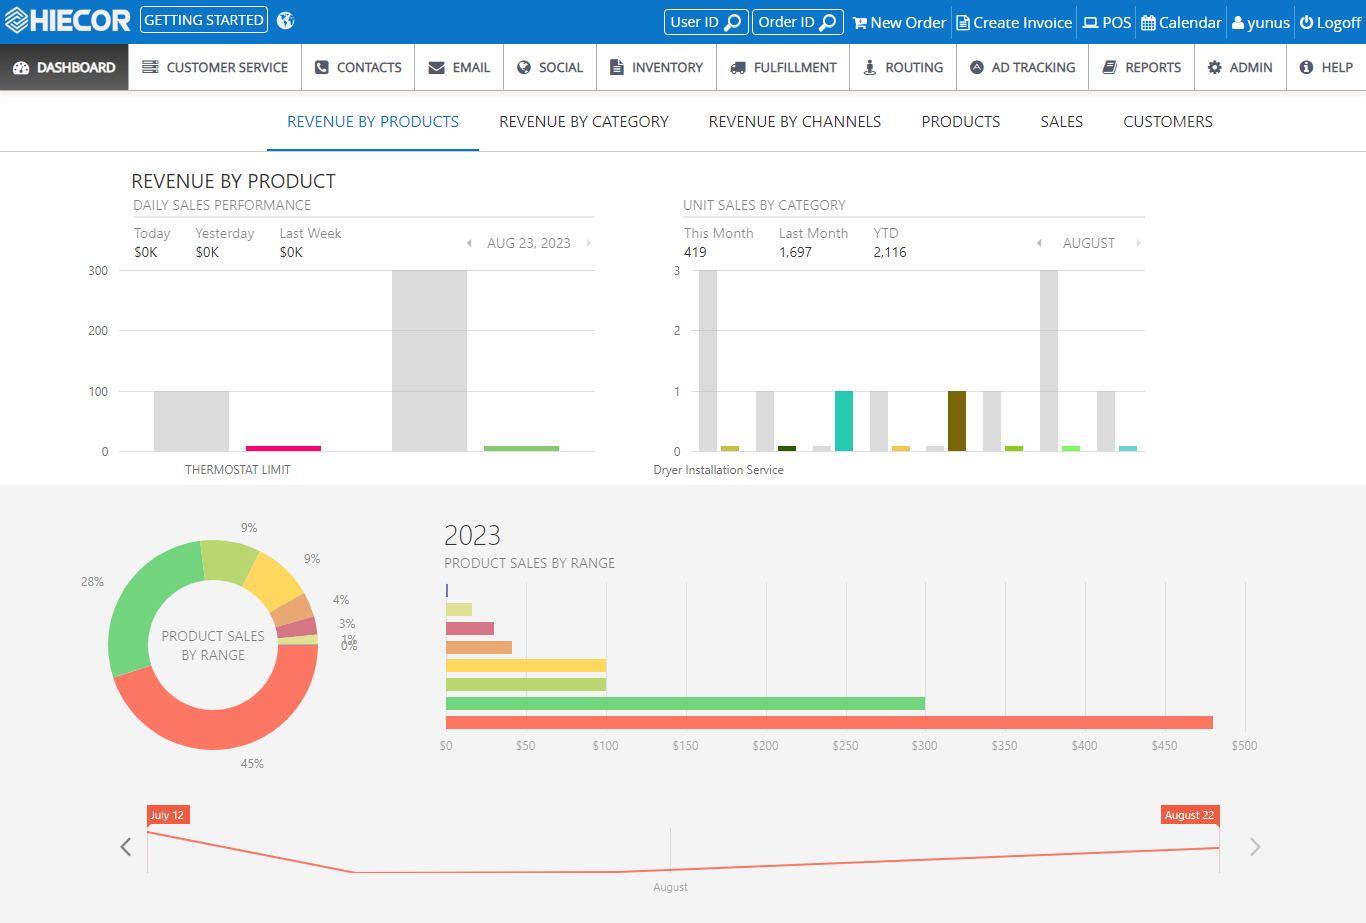 HIECOR GETTING STARTED User ID Order ID New Order Create Invoice POS Calendar yunus Logoff
DASHBOARD CUSTOMER SERVICE CONTACTS EMAIL SOCIAL INVENTORY FULFILLMENT ROUTING AD TRACKING REPORTS ADMIN HELP
REVENUE BY PRODUCTS REVENUE BY CATEGORY REVENUE BY CHANNELS PRODUCTS SALES CUSTOMERS
REVENUE BY PRODUCT
DAILY SALES PERFORMANCE
Today Yesterday Last Week
$0K $0K $0K
AUG 23, 2023
300
200
100
0
THERMOSTAT LIMIT
UNIT SALES BY CATEGORY
This Month Last Month YTD
419 1,697 2,116
AUGUST
3
2
1
0
Dryer Installation Service
9%
9%
28%
4%
3%
1%
0%
PRODUCT SALES
BY RANGE
45%
2023
PRODUCT SALES BY RANGE
$0 $50 $100 $150 $200 $250 $300 $350 $400 $450 $500
July 12 August 22
August